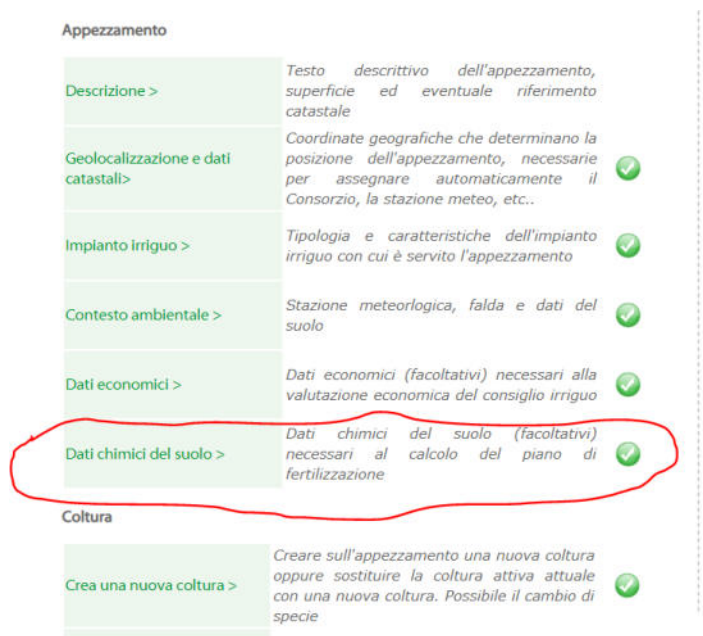 Appezzamento
Descrizione >
Testo descrittivo dell'appezzamento,
superficie ed eventuale riferimento
catastale
Geolocalizzazione e dati
catastali>
Coordinate geografiche che determinano la
posizione dell'appezzamento, necessarie
per assegnare automaticamente il
Consorzio, la stazione meteo, etc..
Impianto irriguo >
Tipologia e caratteristiche dell'impianto
irriguo con cui è servito l'appezzamento
Contesto ambientale >
Stazione meteorlogica, falda e dati del
suolo
Dati economici >
Dati economici (facoltativi) necessari alla
valutazione economica del consiglio irriguo
Dati chimici del suolo >
Dati chimici del suolo (facoltativi)
necessari al calcolo del piano di
fertilizzazione
Coltura
Crea una nuova coltura >
Creare sull'appezzamento una nuova coltura
oppure sostituire la coltura attiva attuale
con una nuova coltura. Possibile il cambio di
specie